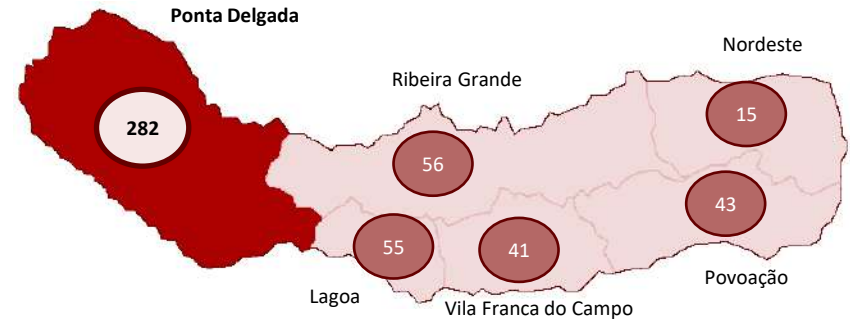 Ponta Delgada
Nordeste
Ribeira Grande
282
15
56
43
55
41
Povoação
Lagoa
Vila Franca do Campo